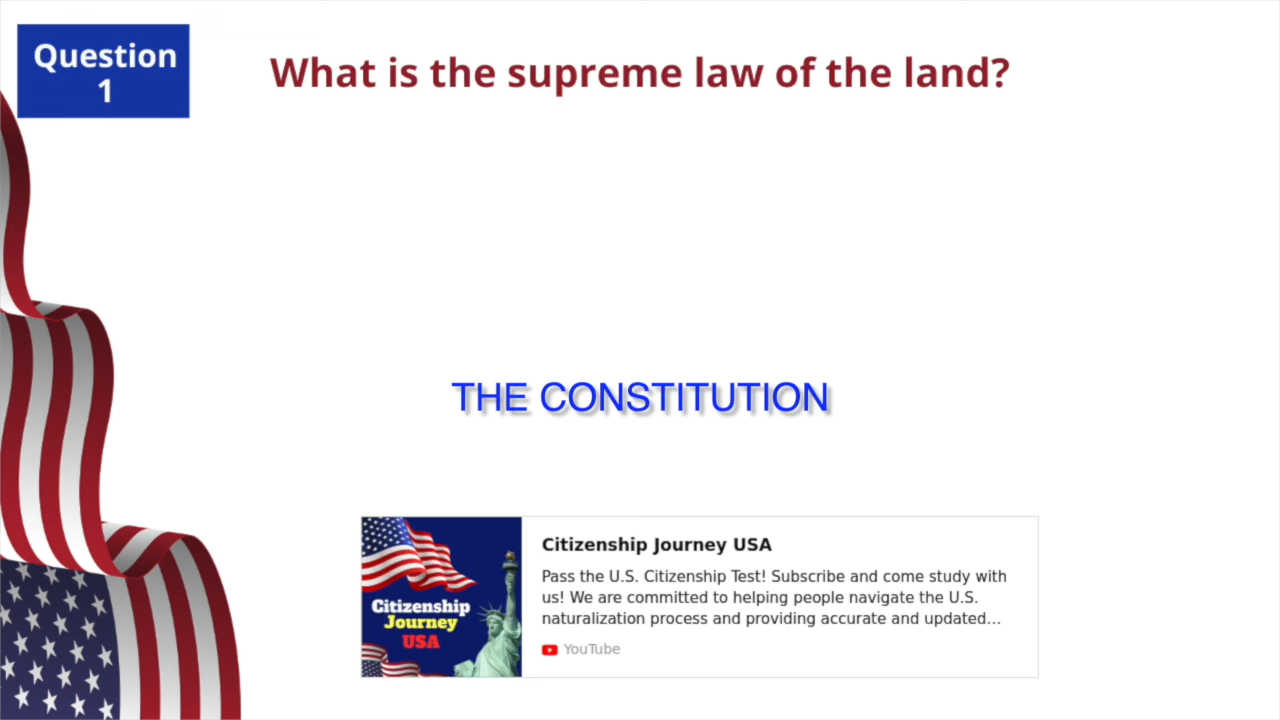 Question
1
What is the supreme law of the land?
THE CONSTITUTION
Citizenship
Journey
USA
Citizenship Journey USA
Pass the U.S. Citizenship Test! Subscribe and come study with
us! We are committed to helping people navigate the U.S.
naturalization process and providing accurate and updated...
YouTube